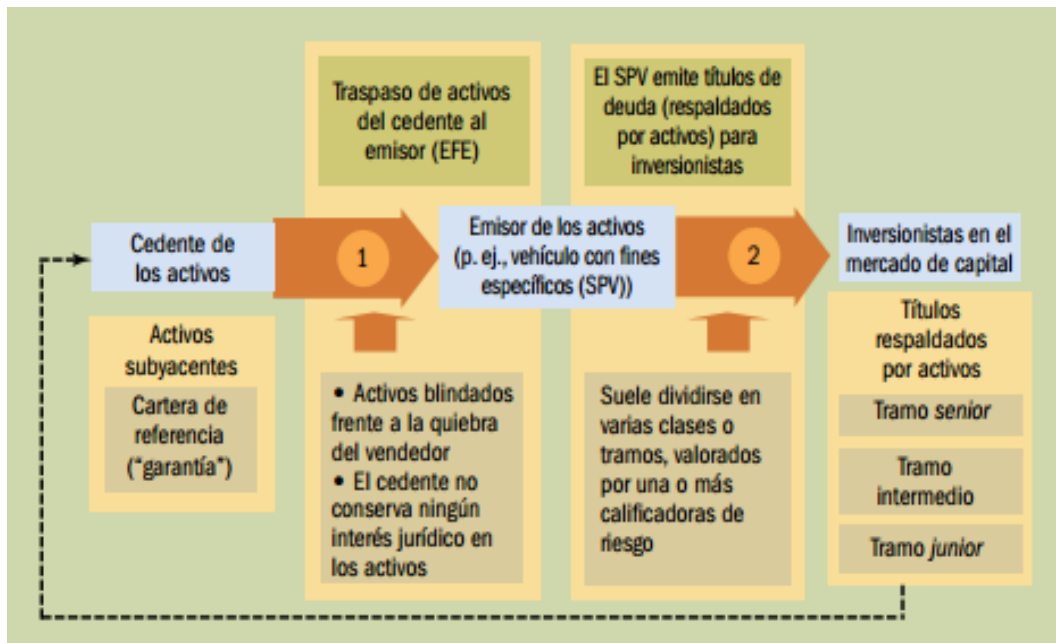 Traspaso de activos
del cedente al
emisor (EFE)
El SPV emite títulos de
deuda (respaldados
por activos) para
inversionistas
Cedente de
los activos
1
Emisor de los activos
(p. ej., vehículo con fines
específicos (SPV))
2
Inversionistas en el
mercado de capital
Activos
subyacentes
Cartera de
referencia
("garantía")
• Activos blindados
frente a la quiebra
del vendedor
• El cedente no
conserva ningún
interés jurídico en
los activos
Suele dividirse en
varias clases o
tramos, valorados
por una o más
calificadoras de
riesgo
Títulos
respaldados
por activos
Tramo senior
Tramo
intermedio
Tramo junior